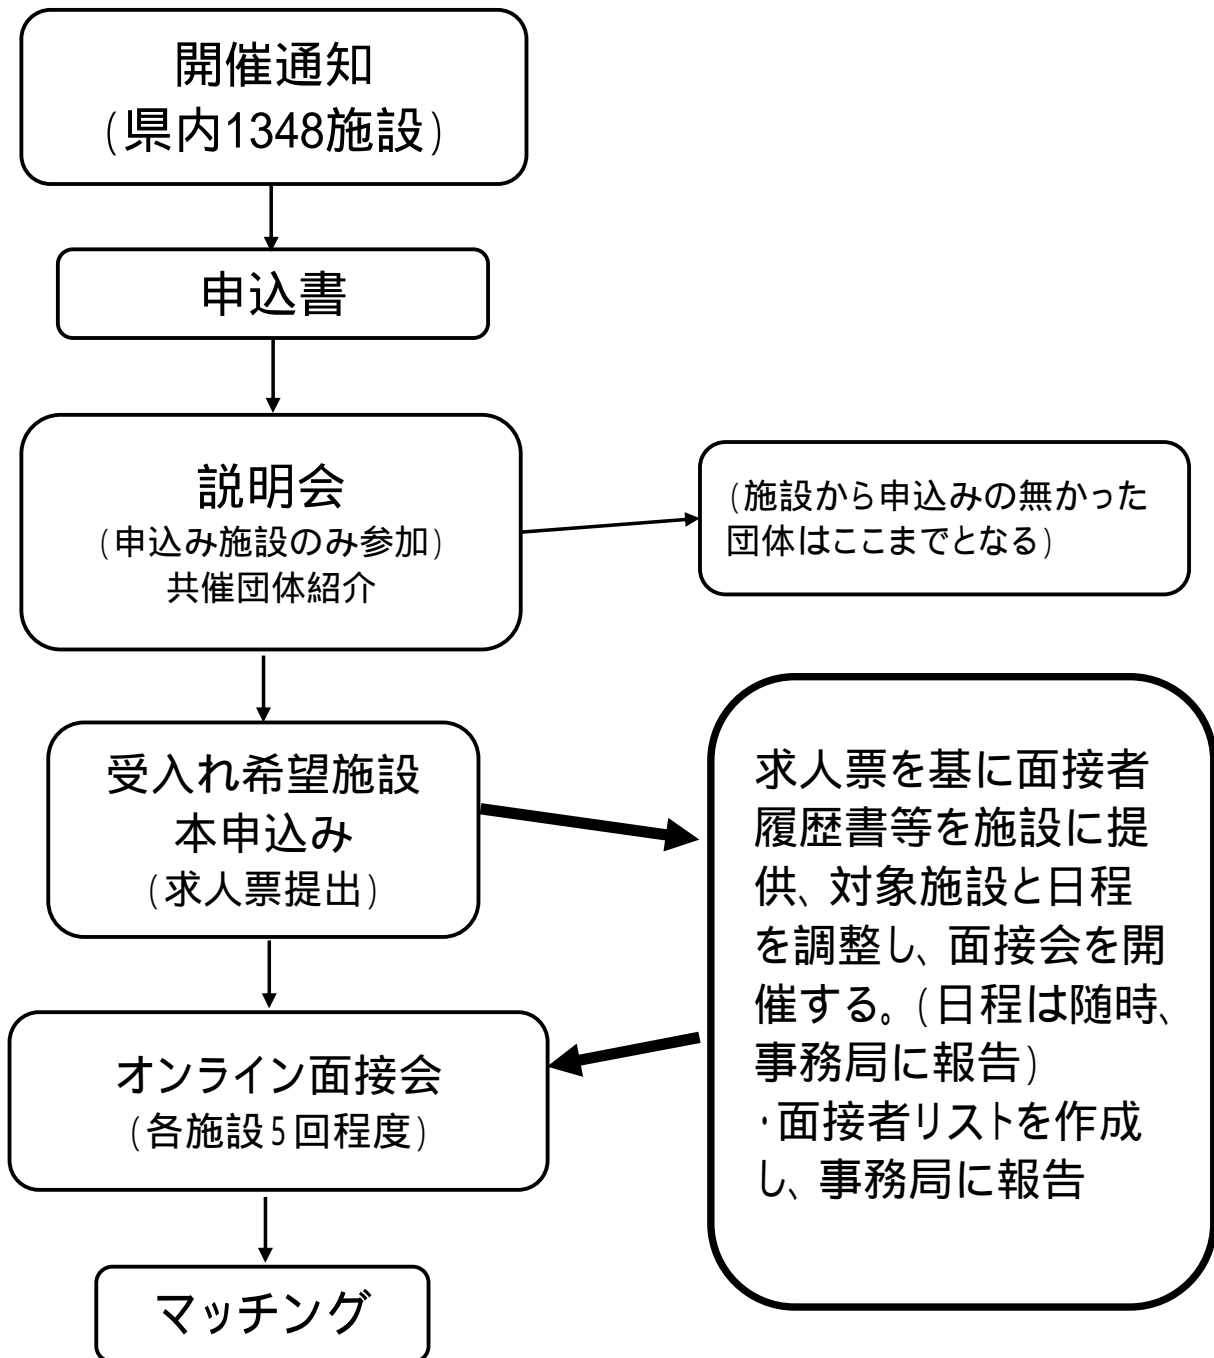 開催通知
(県内1348施設)
申込書
説明会
(申込み施設のみ参加)
共催団体紹介
(施設から申込みの無かった
団体はここまでとなる)
受入れ希望施設
本申込み
(求人票提出)
求人票を基に面接者
履歴書等を施設に提
供、対象施設と日程
を調整し、面接会を開
催する。(日程は随時、
事務局に報告)
・面接者リストを作成
し、事務局に報告
オンライン面接会
(各施設5回程度)
マッチング